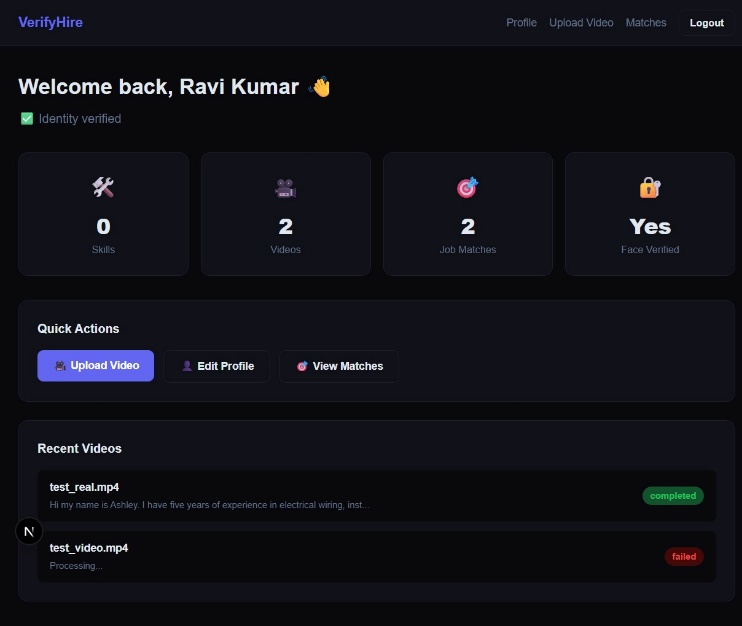 VerifyHire
Profile Upload Video Matches Logout
Welcome back, Ravi Kumar 👋
✅ Identity verified
0
Skills
2
Videos
2
Job Matches
Yes
Face Verified
Quick Actions
Upload Video Edit Profile View Matches
Recent Videos
test_real.mp4
Hi my name is Ashley. I have five years of experience in electrical wiring, inst...
completed
N
test_video.mp4
Processing...
failed